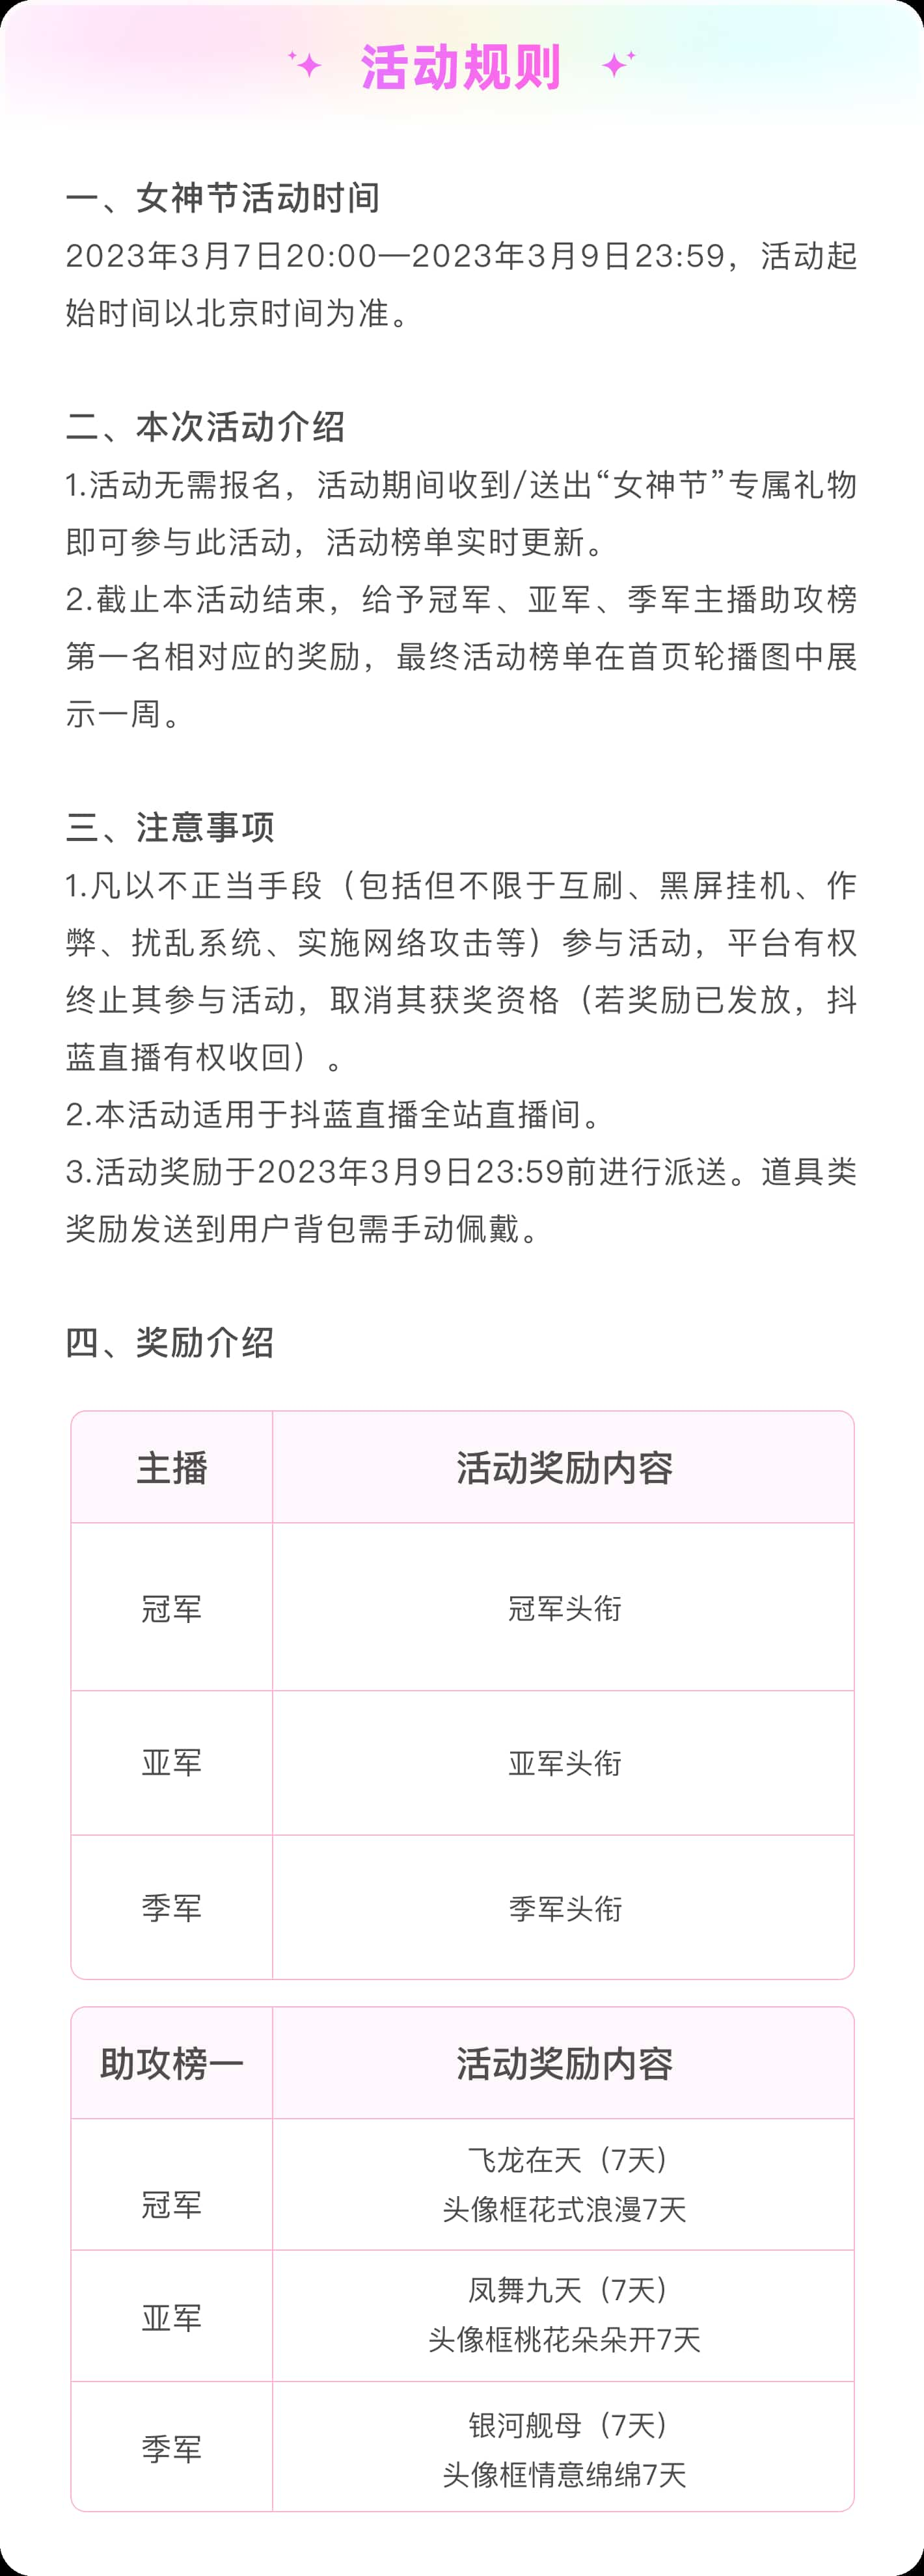 活动规则
一、女神节活动时间
2023年3月7日20:00—2023年3月9日23:59，活动起
始时间以北京时间为准。
二、本次活动介绍
1.活动无需报名，活动期间收到/送出“女神节”专属礼物
即可参与此活动，活动榜单实时更新。
2.截止本活动结束，给予冠军、亚军、季军主播助攻榜
第一名相对应的奖励，最终活动榜单在首页轮播图中展
示一周。
三、注意事项
1.凡以不正当手段（包括但不限于互刷、黑屏挂机、作
弊、扰乱系统、实施网络攻击等）参与活动，平台有权
终止其参与活动，取消其获奖资格（若奖励已发放，抖
蓝直播有权收回）。
2.本活动适用于抖蓝直播全站直播间。
3.活动奖励于2023年3月9日23:59前进行派送。道具类
奖励发送到用户背包需手动佩戴。
四、奖励介绍
主播 活动奖励内容
冠军 冠军头衔
亚军 亚军头衔
季军 季军头衔
助攻榜一 活动奖励内容
飞龙在天（7天）
冠军
头像框花式浪漫7天
凤舞九天（7天）
亚军
头像框桃花朵朵开7天
银河舰母（7天）
季军
头像框情意绵绵7天